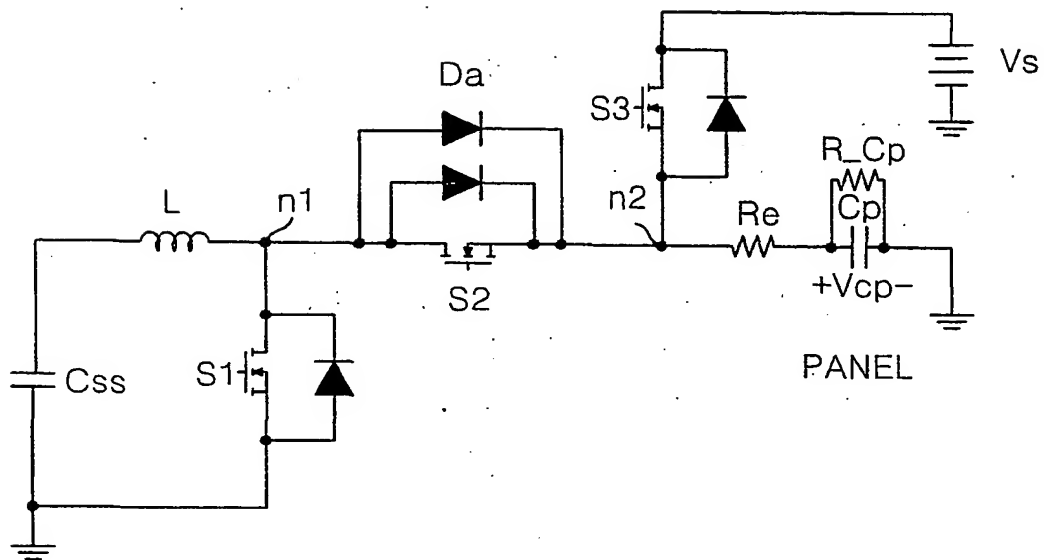 Vs
Da
S3
R_Cp
L
n1
n2
Re
Cp
+Vcp-
S2
Css
S1
PANEL